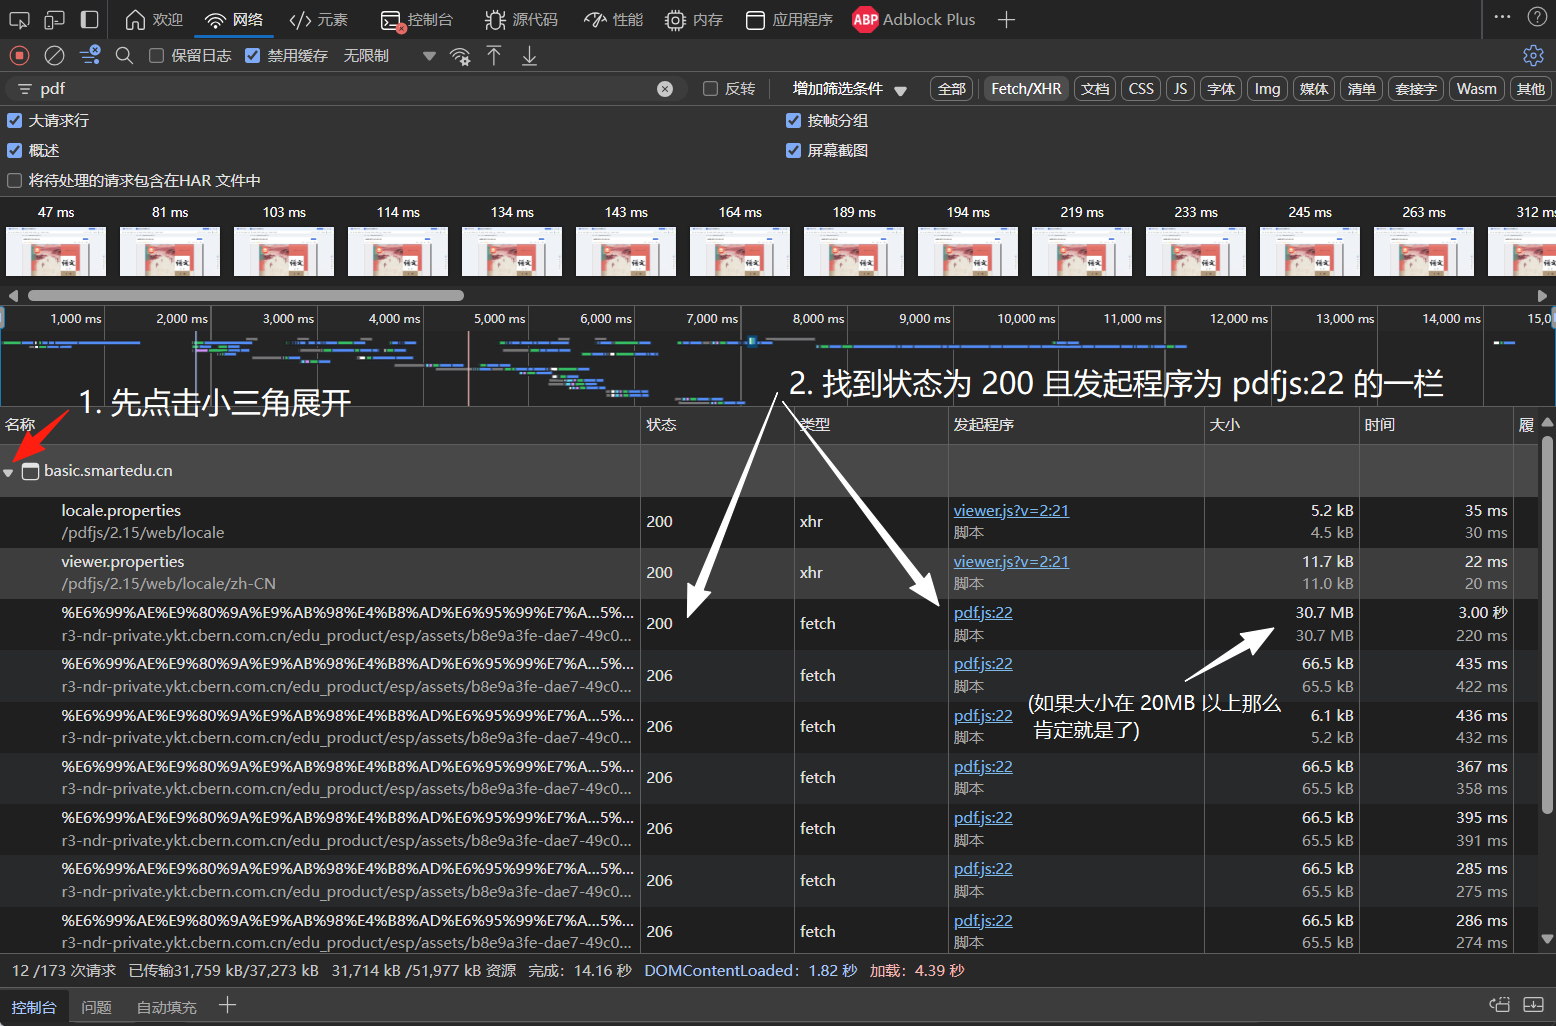 欢迎 网络 元素 控制台 源代码 性能 内存 应用程序 ABP Adblock Plus
保留日志 禁用缓存 无限制
pdf 反转 增加筛选条件 全部 Fetch/XHR 文档 CSS JS 字体 Img 媒体 清单 套接字 Wasm 其他
大请求行 按帧分组
概述 屏幕截图
将待处理的请求包含在HAR 文件中
47 ms 81 ms 103 ms 114 ms 134 ms 143 ms 164 ms 189 ms 194 ms 219 ms 233 ms 245 ms 263 ms 312 ms
1,000 ms 2,000 ms 3,000 ms 4,000 ms 5,000 ms 6,000 ms 7,000 ms 8,000 ms 9,000 ms 10,000 ms 11,000 ms 12,000 ms 13,000 ms 14,000 ms 15,0
1. 先点击小三角展开
2. 找到状态为 200 且发起程序为 pdfjs:22 的一栏
名称 状态 类型 发起程序 大小 时间 履
basic.smartedu.cn
locale.properties viewer.js?v=2:21 5.2 kB 35 ms
200 xhr
/pdfjs/2.15/web/locale 脚本 4.5 kB 30 ms
viewer.properties viewer.js?v=2:21 11.7 kB 22 ms
200 xhr
/pdfjs/2.15/web/locale/zh-CN 脚本 11.0 kB 20 ms
%E6%99%AE%E9%80%9A%E9%AB%98%E4%B8%AD%E6%95%99%E7%A...5%... pdf.js:22 30.7 MB 3.00 秒
200 fetch
r3-ndr-private.ykt.cbern.com.cn/edu_product/esp/assets/b8e9a3fe-dae7-49c0... 脚本 30.7 MB 220 ms
%E6%99%AE%E9%80%9A%E9%AB%98%E4%B8%AD%E6%95%99%E7%A...5%... pdf.js:22 66.5 kB 435 ms
206 fetch
r3-ndr-private.ykt.cbern.com.cn/edu_product/esp/assets/b8e9a3fe-dae7-49c0... 脚本 65.5 kB 422 ms
(如果大小在 20MB 以上那么
肯定就是了)
%E6%99%AE%E9%80%9A%E9%AB%98%E4%B8%AD%E6%95%99%E7%A...5%... pdf.js:22 6.1 kB 436 ms
206 fetch
r3-ndr-private.ykt.cbern.com.cn/edu_product/esp/assets/b8e9a3fe-dae7-49c0... 脚本 5.2 kB 432 ms
%E6%99%AE%E9%80%9A%E9%AB%98%E4%B8%AD%E6%95%99%E7%A...5%... pdf.js:22 66.5 kB 367 ms
206 fetch
r3-ndr-private.ykt.cbern.com.cn/edu_product/esp/assets/b8e9a3fe-dae7-49c0... 脚本 65.5 kB 358 ms
%E6%99%AE%E9%80%9A%E9%AB%98%E4%B8%AD%E6%95%99%E7%A...5%... pdf.js:22 66.5 kB 395 ms
206 fetch
r3-ndr-private.ykt.cbern.com.cn/edu_product/esp/assets/b8e9a3fe-dae7-49c0... 脚本 65.5 kB 391 ms
%E6%99%AE%E9%80%9A%E9%AB%98%E4%B8%AD%E6%95%99%E7%A...5%... pdf.js:22 66.5 kB 285 ms
206 fetch
r3-ndr-private.ykt.cbern.com.cn/edu_product/esp/assets/b8e9a3fe-dae7-49c0... 脚本 65.5 kB 275 ms
%E6%99%AE%E9%80%9A%E9%AB%98%E4%B8%AD%E6%95%99%E7%A...5%... pdf.js:22 66.5 kB 286 ms
206 fetch
r3-ndr-private.ykt.cbern.com.cn/edu_product/esp/assets/b8e9a3fe-dae7-49c0... 脚本 65.5 kB 274 ms
12 /173 次请求 已传输31,759 kB/37,273 kB 31,714 kB /51,977 kB 资源 完成：14.16 秒 DOMContentLoaded：1.82 秒 加载：4.39 秒
控制台 问题 自动填充